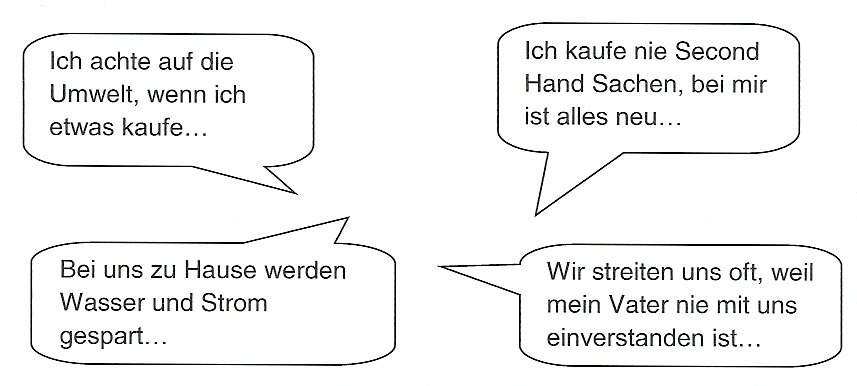 Ich achte auf die
Umwelt, wenn ich
etwas kaufe…
Ich kaufe nie Second
Hand Sachen, bei mir
ist alles neu…
Bei uns zu Hause werden
Wasser und Strom
gespart…
Wir streiten uns oft, weil
mein Vater nie mit uns
einverstanden ist…